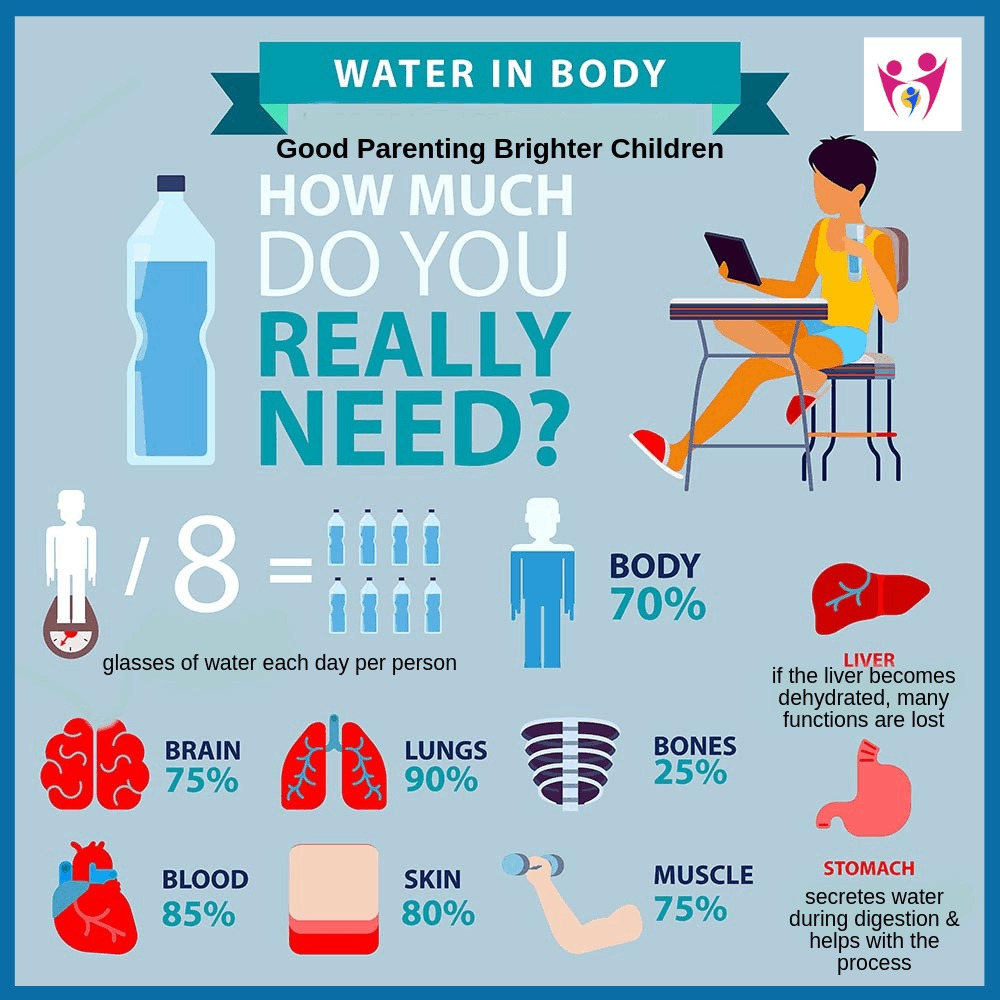 WATER IN BODY
Good Parenting Brighter Children
HOW MUCH
DO YOU
REALLY
NEED?
/ 8 =
glasses of water each day per person
BODY
70%
LIVER
if the liver becomes
dehydrated, many
functions are lost
BRAIN
75%
LUNGS
90%
BONES
25%
STOMACH
secretes water
during digestion &
helps with the
process
BLOOD
85%
SKIN
80%
MUSCLE
75%